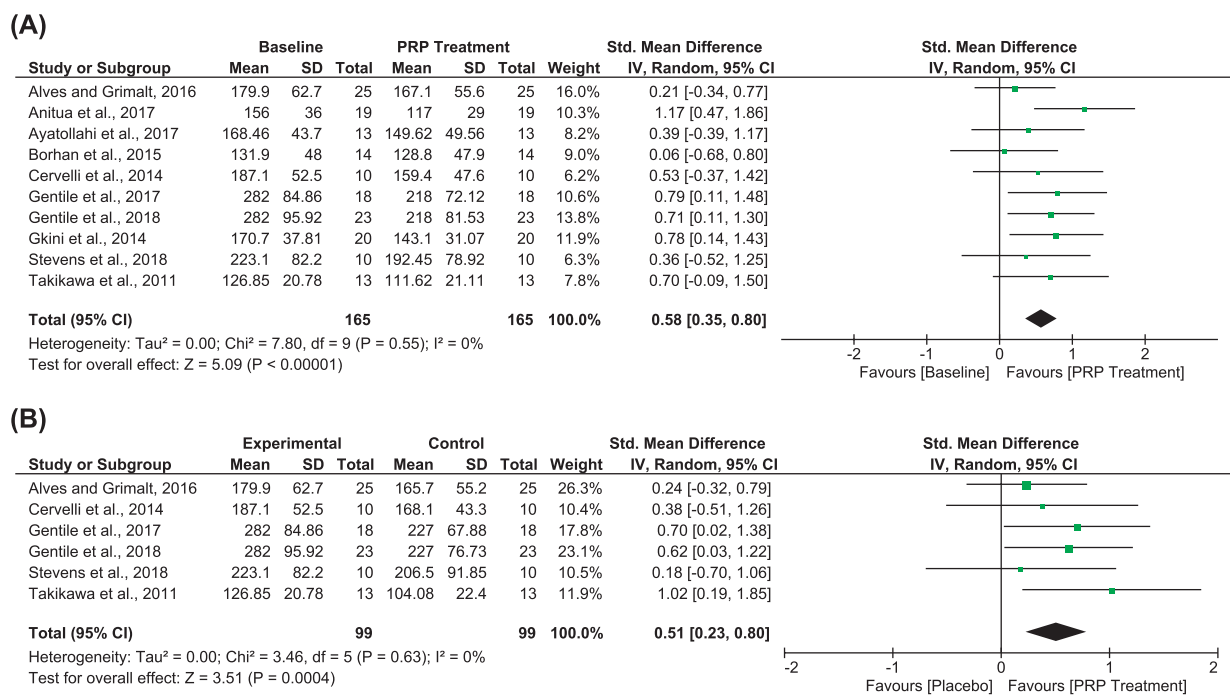 (A)
Baseline PRP Treatment Std. Mean Difference Std. Mean Difference
Study or Subgroup Mean SD Total Mean SD Total Weight IV, Random, 95% CI IV, Random, 95% CI
Alves and Grimalt, 2016 179.9 62.7 25 167.1 55.6 25 16.0% 0.21 [-0.34, 0.77]
Anitua et al., 2017 156 36 19 117 29 19 10.3% 1.17 [0.47, 1.86]
Ayatollahi et al., 2017 168.46 43.7 13 149.62 49.56 13 8.2% 0.39 [-0.39, 1.17]
Borhan et al., 2015 131.9 48 14 128.8 47.9 14 9.0% 0.06 [-0.68, 0.80]
Cervelli et al., 2014 187.1 52.5 10 159.4 47.6 10 6.2% 0.53 [-0.37, 1.42]
Gentile et al., 2017 282 84.86 18 218 72.12 18 10.6% 0.79 [0.11, 1.48]
Gentile et al., 2018 282 95.92 23 218 81.53 23 13.8% 0.71 [0.11, 1.30]
Gkini et al., 2014 170.7 37.81 20 143.1 31.07 20 11.9% 0.78 [0.14, 1.43]
Stevens et al., 2018 223.1 82.2 10 192.45 78.92 10 6.3% 0.36 [-0.52, 1.25]
Takikawa et al., 2011 126.85 20.78 13 111.62 21.11 13 7.8% 0.70 [-0.09, 1.50]
Total (95% CI) 165 165 100.0% 0.58 [0.35, 0.80]
Heterogeneity: Tau² = 0.00; Chi² = 7.80, df = 9 (P = 0.55); I² = 0%
Test for overall effect: Z = 5.09 (P < 0.00001)
-2 -1 0 1 2
Favours [Baseline] Favours [PRP Treatment]
(B)
Experimental Control Std. Mean Difference Std. Mean Difference
Study or Subgroup Mean SD Total Mean SD Total Weight IV, Random, 95% CI IV, Random, 95% CI
Alves and Grimalt, 2016 179.9 62.7 25 165.7 55.2 25 26.3% 0.24 [-0.32, 0.79]
Cervelli et al., 2014 187.1 52.5 10 168.1 43.3 10 10.4% 0.38 [-0.51, 1.26]
Gentile et al., 2017 282 84.86 18 227 67.88 18 17.8% 0.70 [0.02, 1.38]
Gentile et al., 2018 282 95.92 23 227 76.73 23 23.1% 0.62 [0.03, 1.22]
Stevens et al., 2018 223.1 82.2 10 206.5 91.85 10 10.5% 0.18 [-0.70, 1.06]
Takikawa et al., 2011 126.85 20.78 13 104.08 22.4 13 11.9% 1.02 [0.19, 1.85]
Total (95% CI) 99 99 100.0% 0.51 [0.23, 0.80]
Heterogeneity: Tau² = 0.00; Chi² = 3.46, df = 5 (P = 0.63); I² = 0%
Test for overall effect: Z = 3.51 (P = 0.0004)
-2 -1 0 1 2
Favours [Placebo] Favours [PRP Treatment]